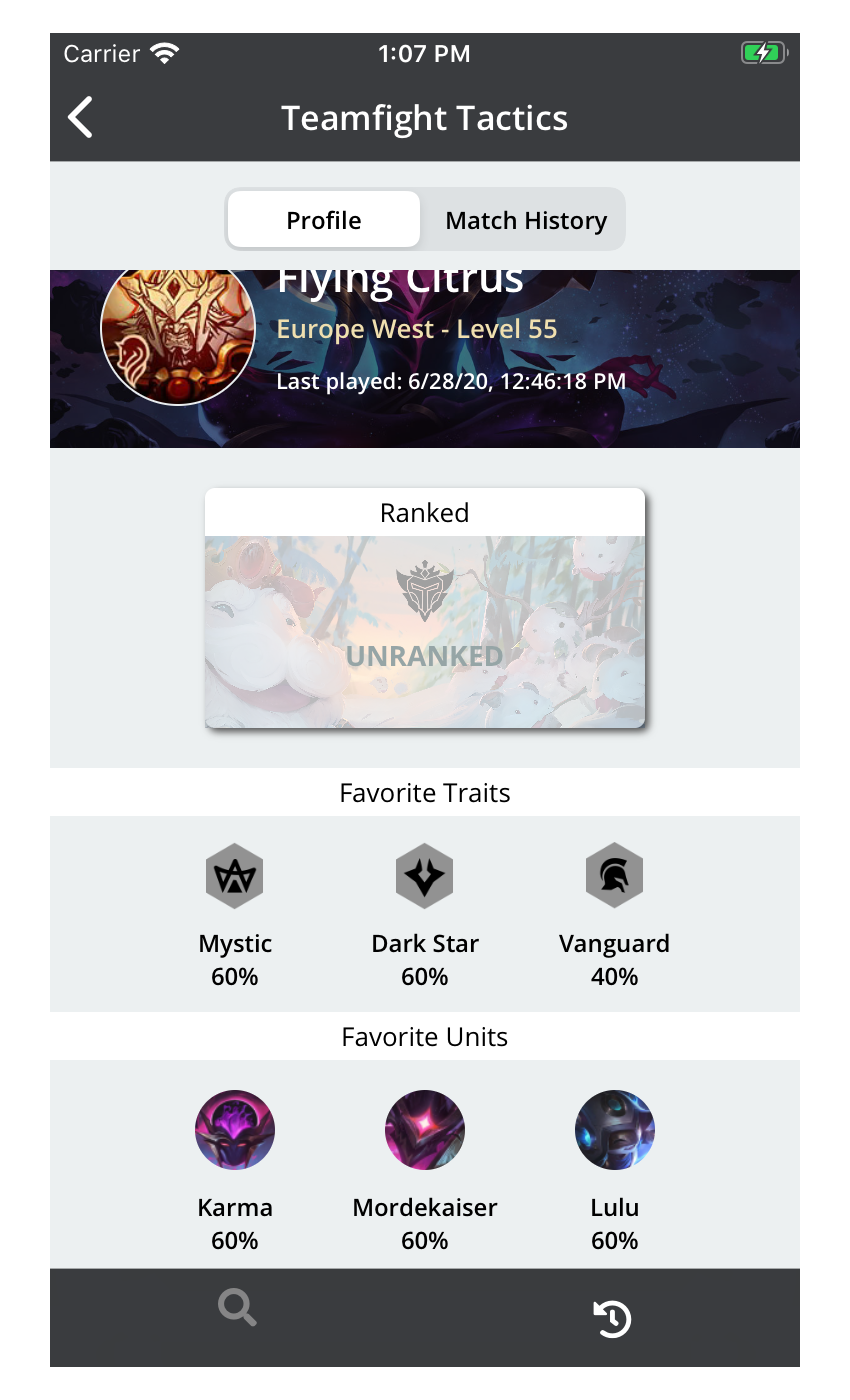 Carrier 1:07 PM
Teamfight Tactics
Profile Match History
Flying Citrus
Europe West - Level 55
Last played: 6/28/20, 12:46:18 PM
Ranked
UNRANKED
Favorite Traits
Mystic Dark Star Vanguard
60% 60% 40%
Favorite Units
Karma Mordekaiser Lulu
60% 60% 60%